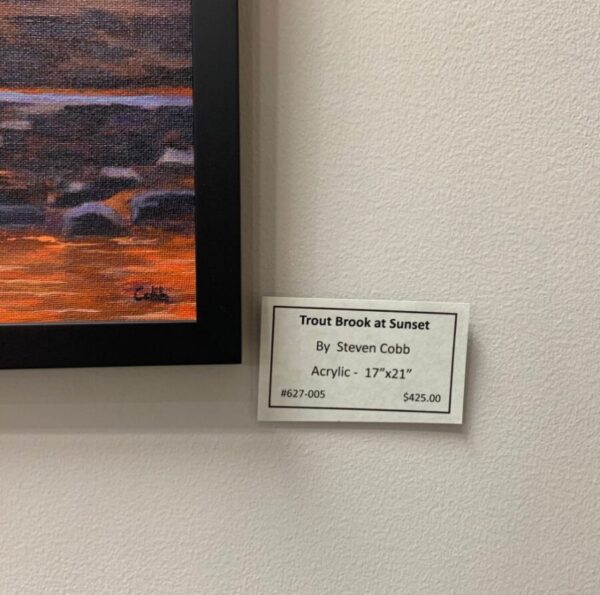 Cobb
Trout Brook at Sunset
By Steven Cobb
Acrylic - 17"x21"
#627-005 $425.00